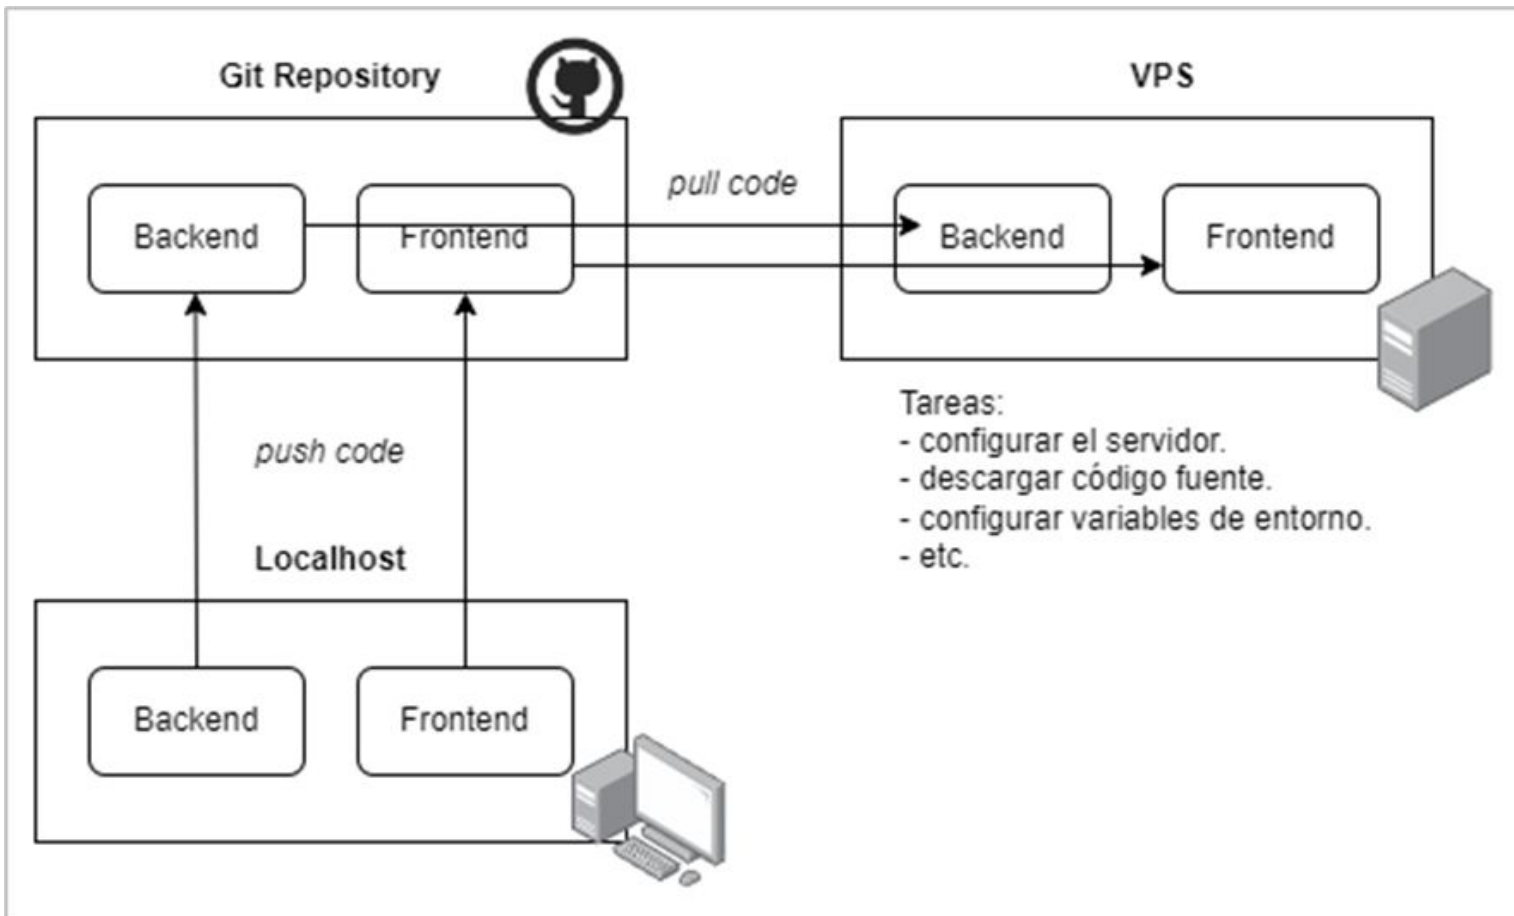 Git Repository
VPS
pull code
Backend
Frontend
Backend
Frontend
Tareas:
- configurar el servidor.
- descargar código fuente.
- configurar variables de entorno.
- etc.
push code
Localhost
Backend
Frontend